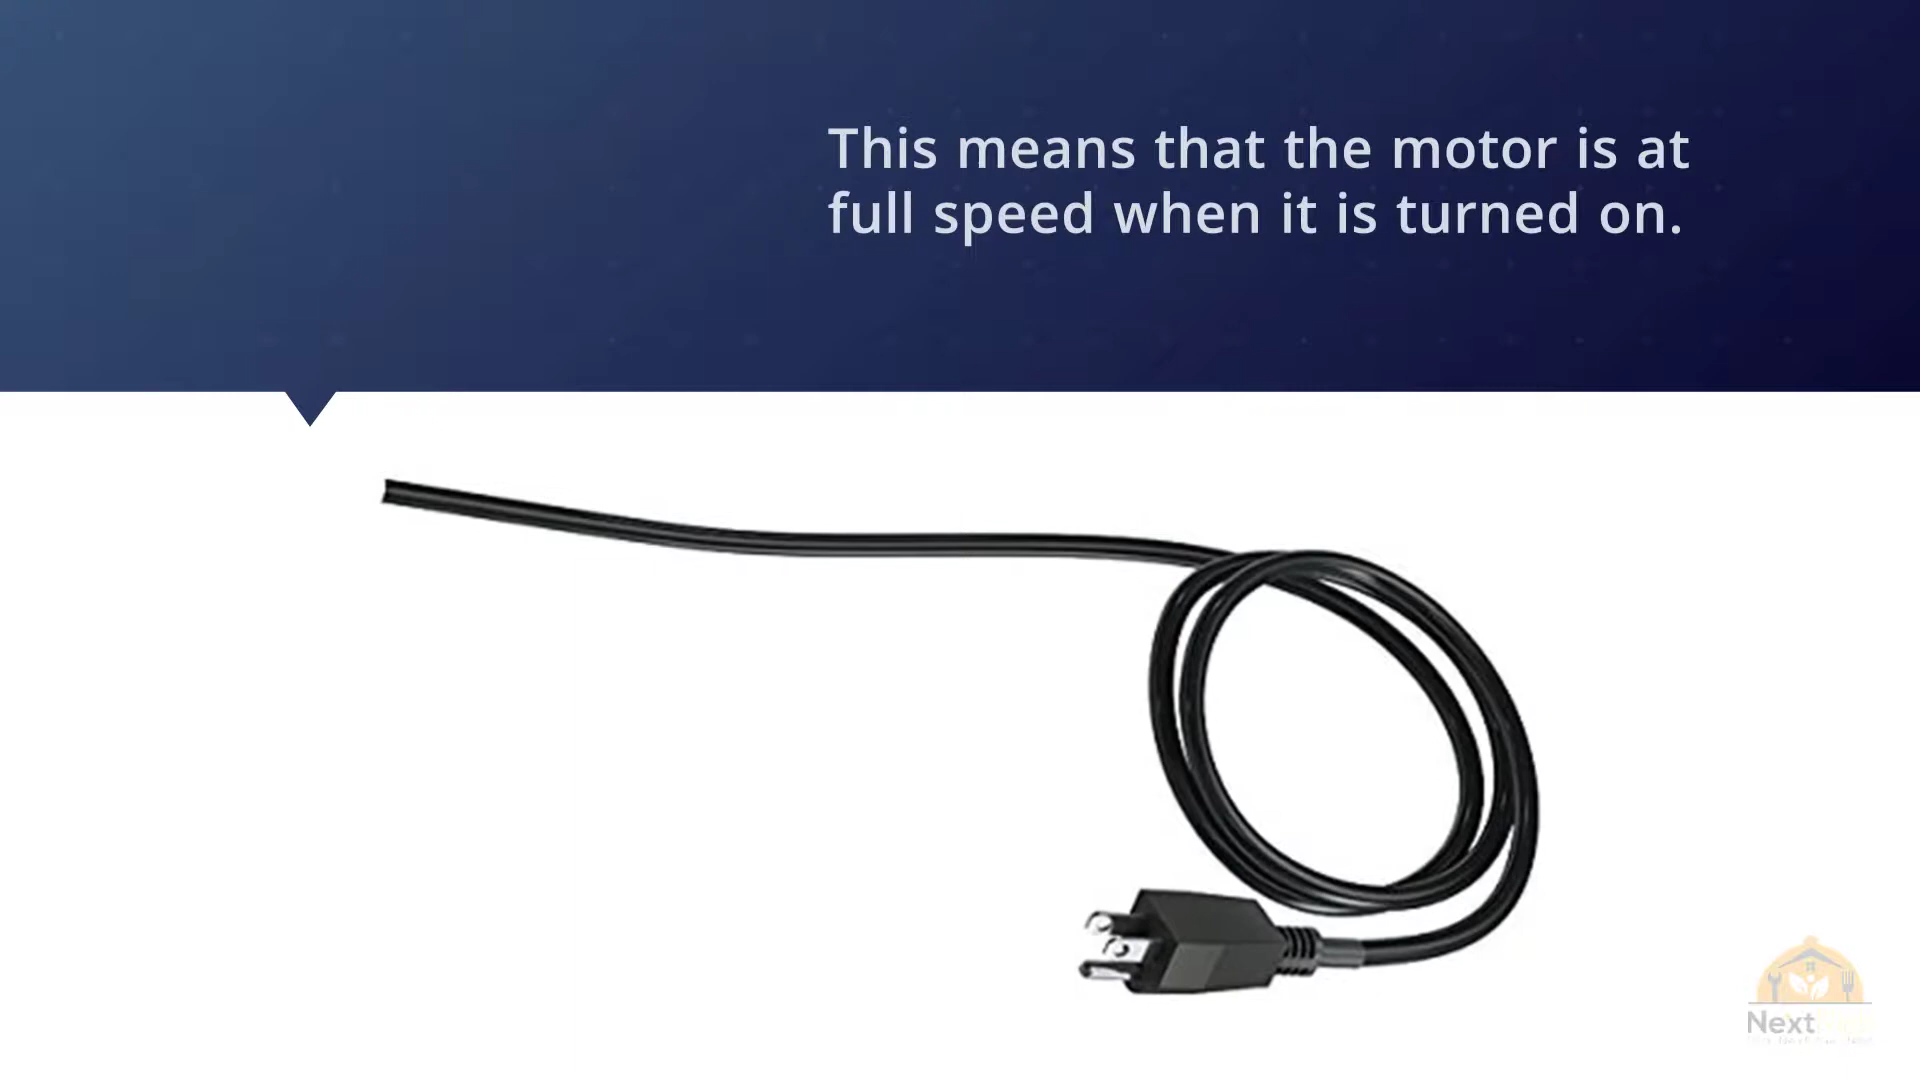 This means that the motor is at
full speed when it is turned on.
Next